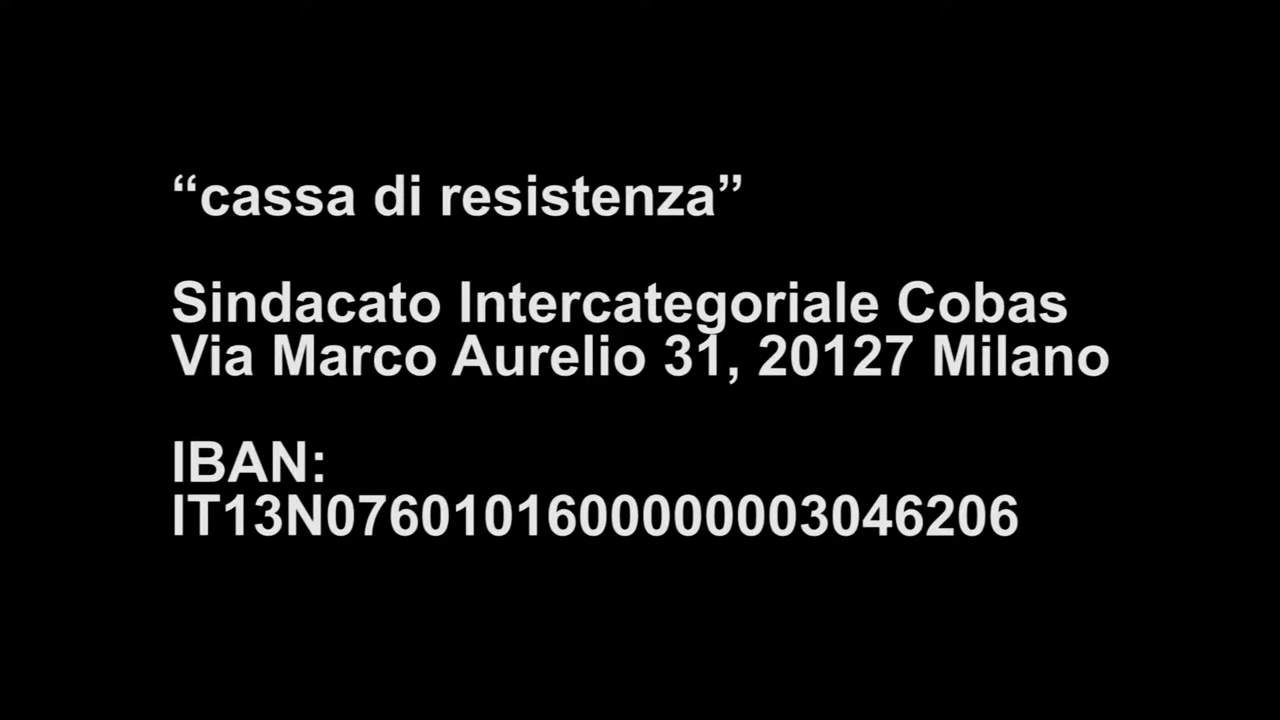 “cassa di resistenza”
Sindacato Intercategoriale Cobas
Via Marco Aurelio 31, 20127 Milano
IBAN:
IT13N0760101600000003046206